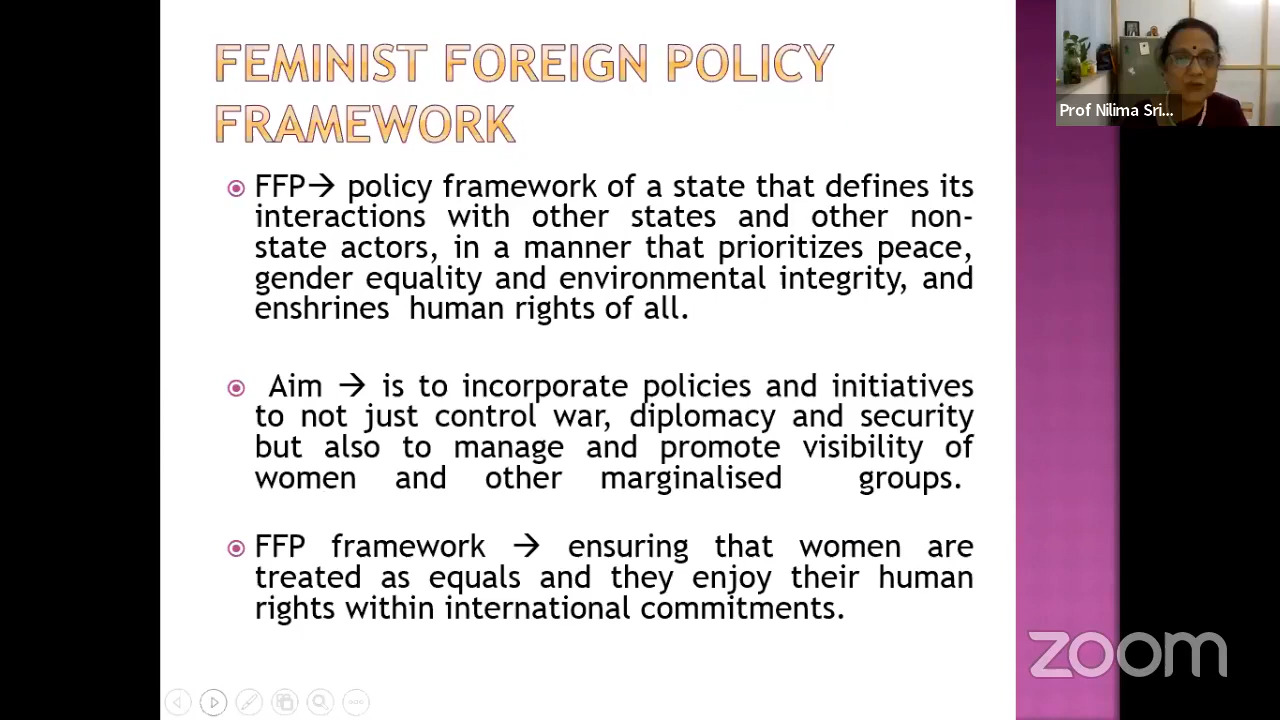 FEMINIST FOREIGN POLICY
FRAMEWORK
FFP→ policy framework of a state that defines its
interactions with other states and other non-
state actors, in a manner that prioritizes peace,
gender equality and environmental integrity, and
enshrines human rights of all.
Aim → is to incorporate policies and initiatives
to not just control war, diplomacy and security
but also to manage and promote visibility of
women and other marginalised groups.
FFP framework → ensuring that women are
treated as equals and they enjoy their human
rights within international commitments.
Prof Nilima Sri...
zoom